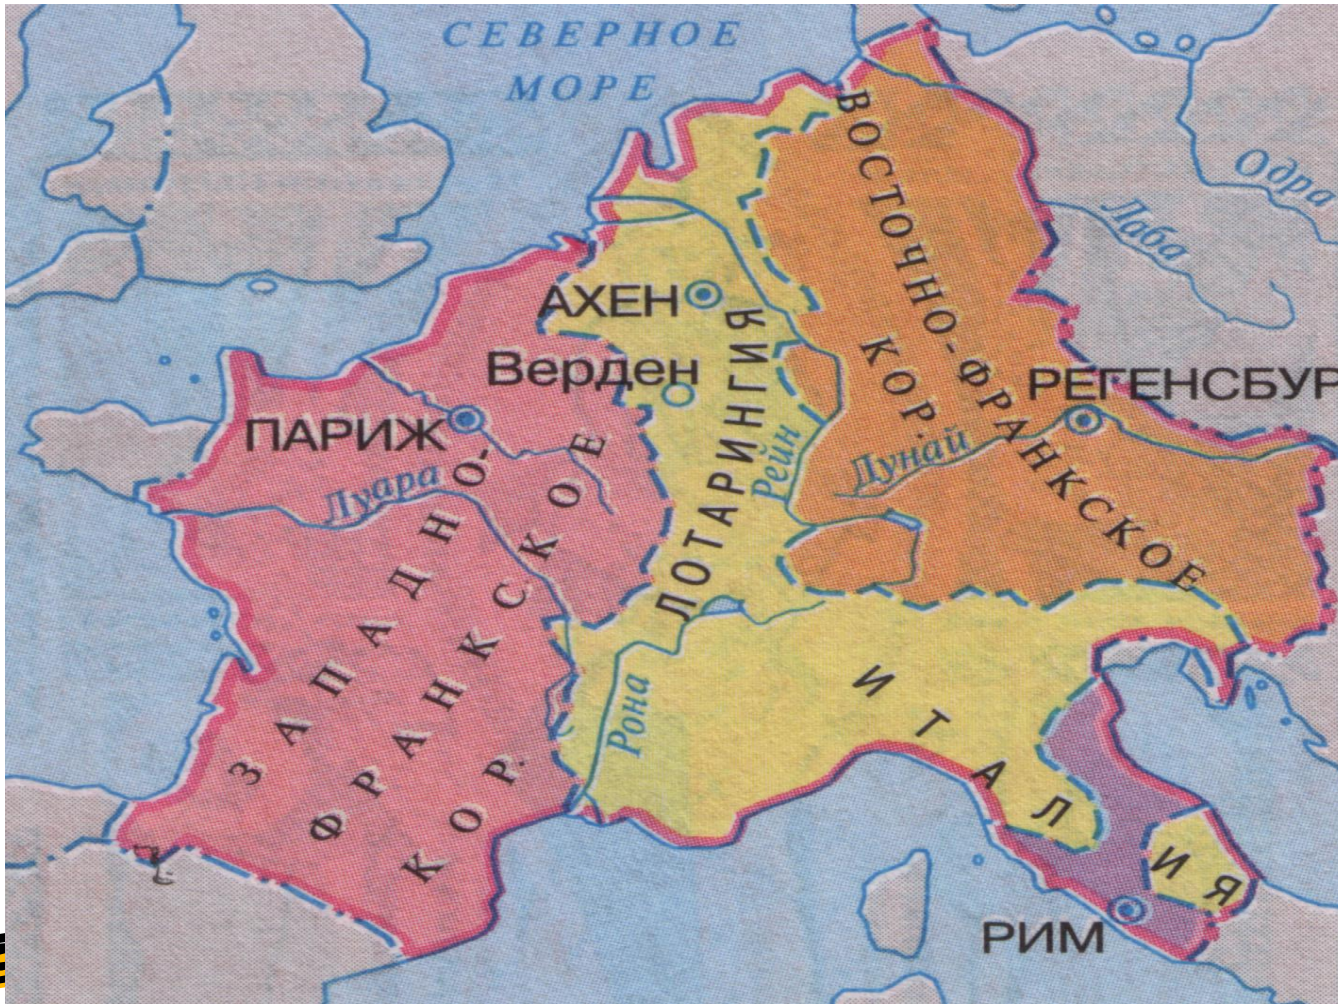 СЕВЕРНОЕ
МОРЕ
ВОСТОЧНО-ФРАНКСКОЕ
КОР.
Одра
Лаба
АХЕН
Верден
ЛОТАРИНГИЯ
РЕГЕНСБУР
ПАРИЖ
Луара
Рейн
Дунай
ЗАПАДНО-
ФРАНКСКОЕ
КОР.
Рона
ИТАЛИЯ
РИМ